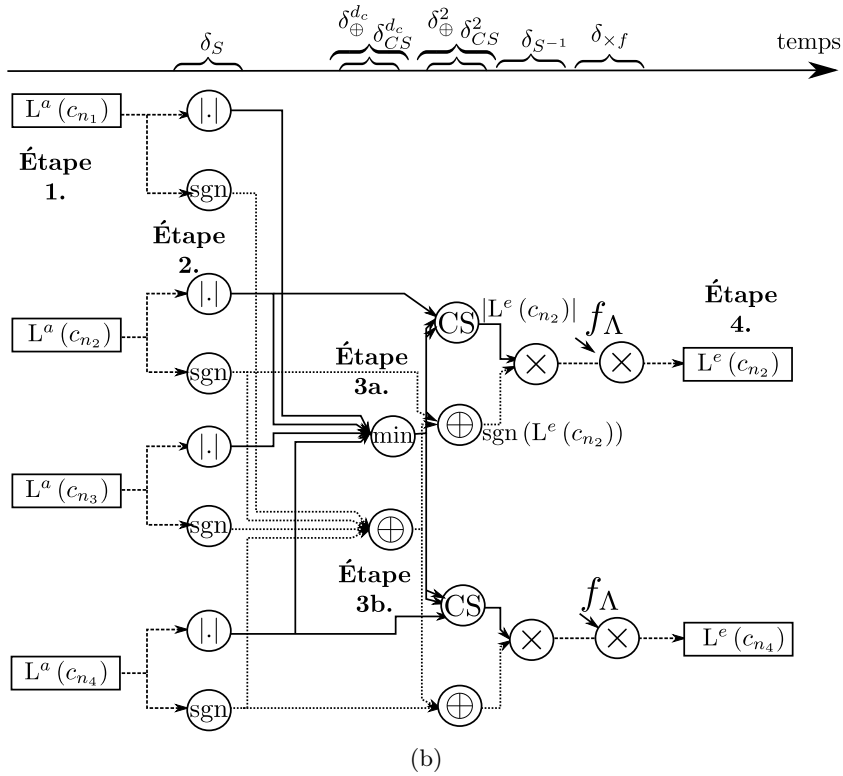 δ_S
δ_⊕^{d_c} δ_{CS}^{d_c}
δ_⊕^2 δ_{CS}^2
δ_{S^{-1}}
δ_{×f}
temps
L^a (c_{n_1})
|.|
Étape
1.
sgn
Étape
2.
|.|
L^a (c_{n_2})
sgn
CS
|L^e (c_{n_2})|
f_Λ
Étape
4.
×
×
L^e (c_{n_2})
Étape
3a.
min
⊕
sgn (L^e (c_{n_2}))
|.|
L^a (c_{n_3})
sgn
⊕
Étape
3b.
|.|
CS
f_Λ
L^a (c_{n_4})
×
×
L^e (c_{n_4})
sgn
⊕
(b)